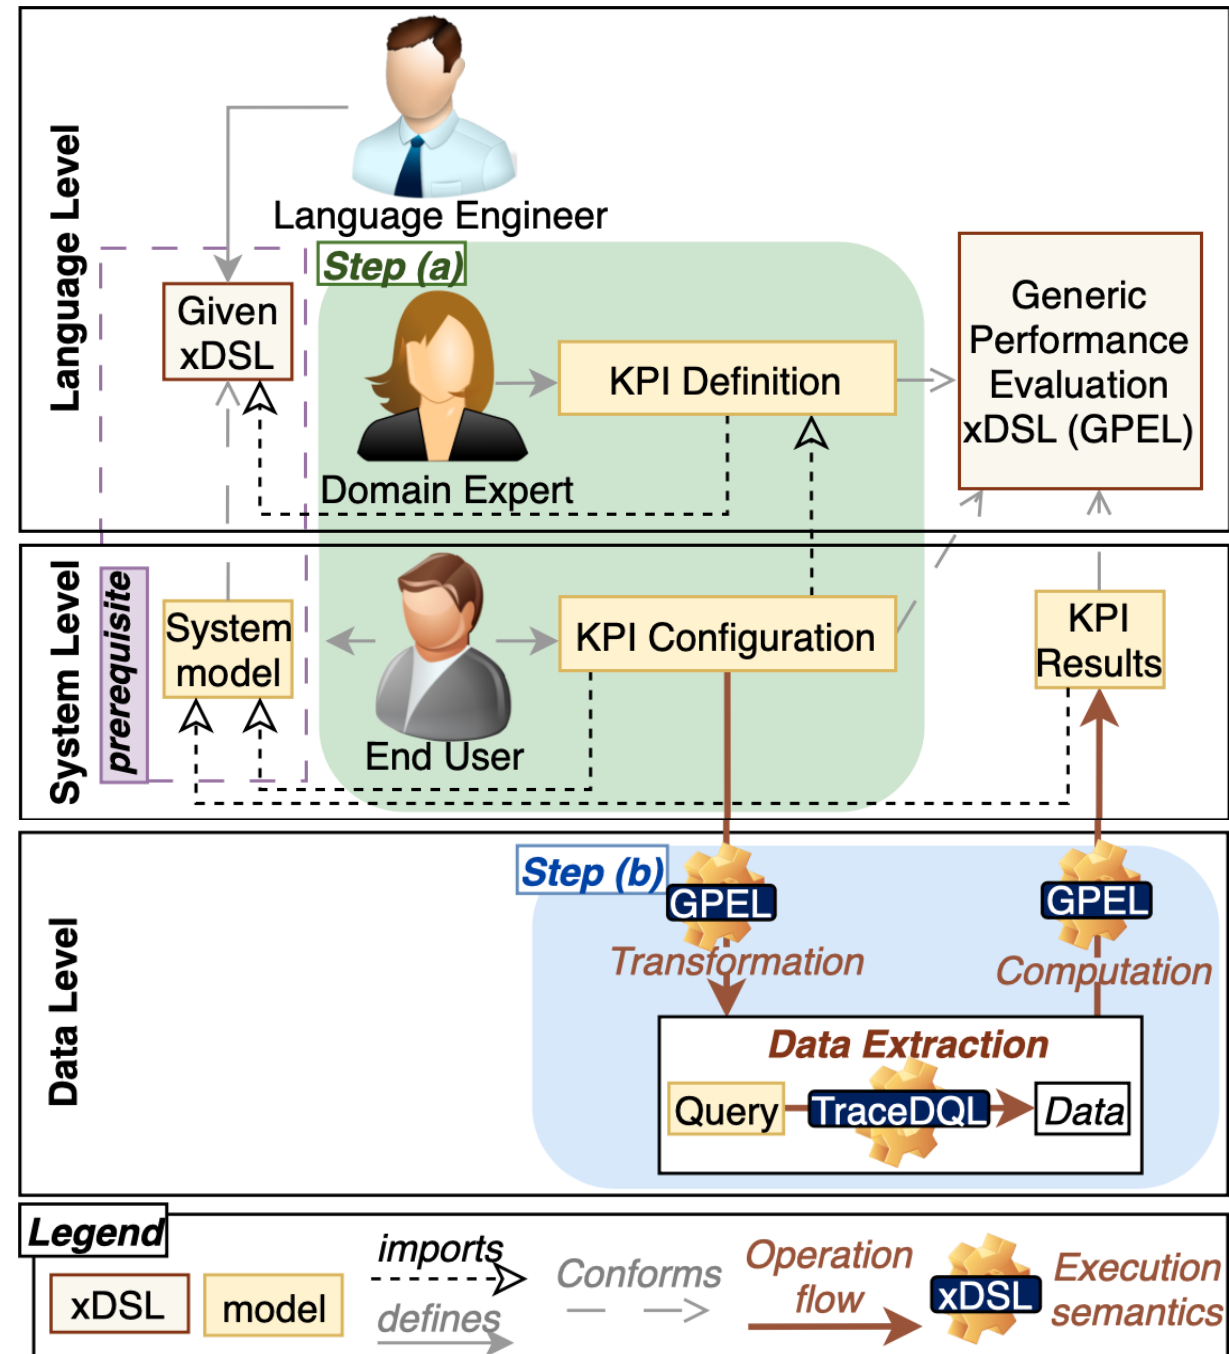 Language Level
Language Engineer
Step (a)
Given
xDSL
KPI Definition
Generic
Performance
Evaluation
xDSL (GPEL)
Domain Expert
System Level
prerequisite
System
model
KPI Configuration
KPI
Results
End User
Data Level
Step (b)
GPEL
GPEL
Transformation
Computation
Data Extraction
Query
TraceDQL
Data
Legend
xDSL
model
imports
defines
Conforms
Operation
flow
xDSL
Execution
semantics